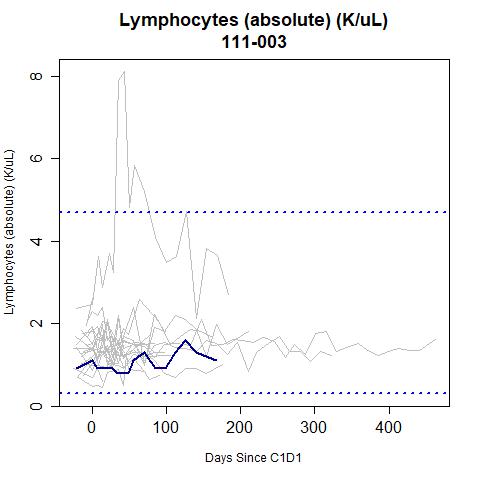 Lymphocytes (absolute) (K/uL)
111-003
Lymphocytes (absolute) (K/uL)
8
6
4
2
0
0 100 200 300 400
Days Since C1D1